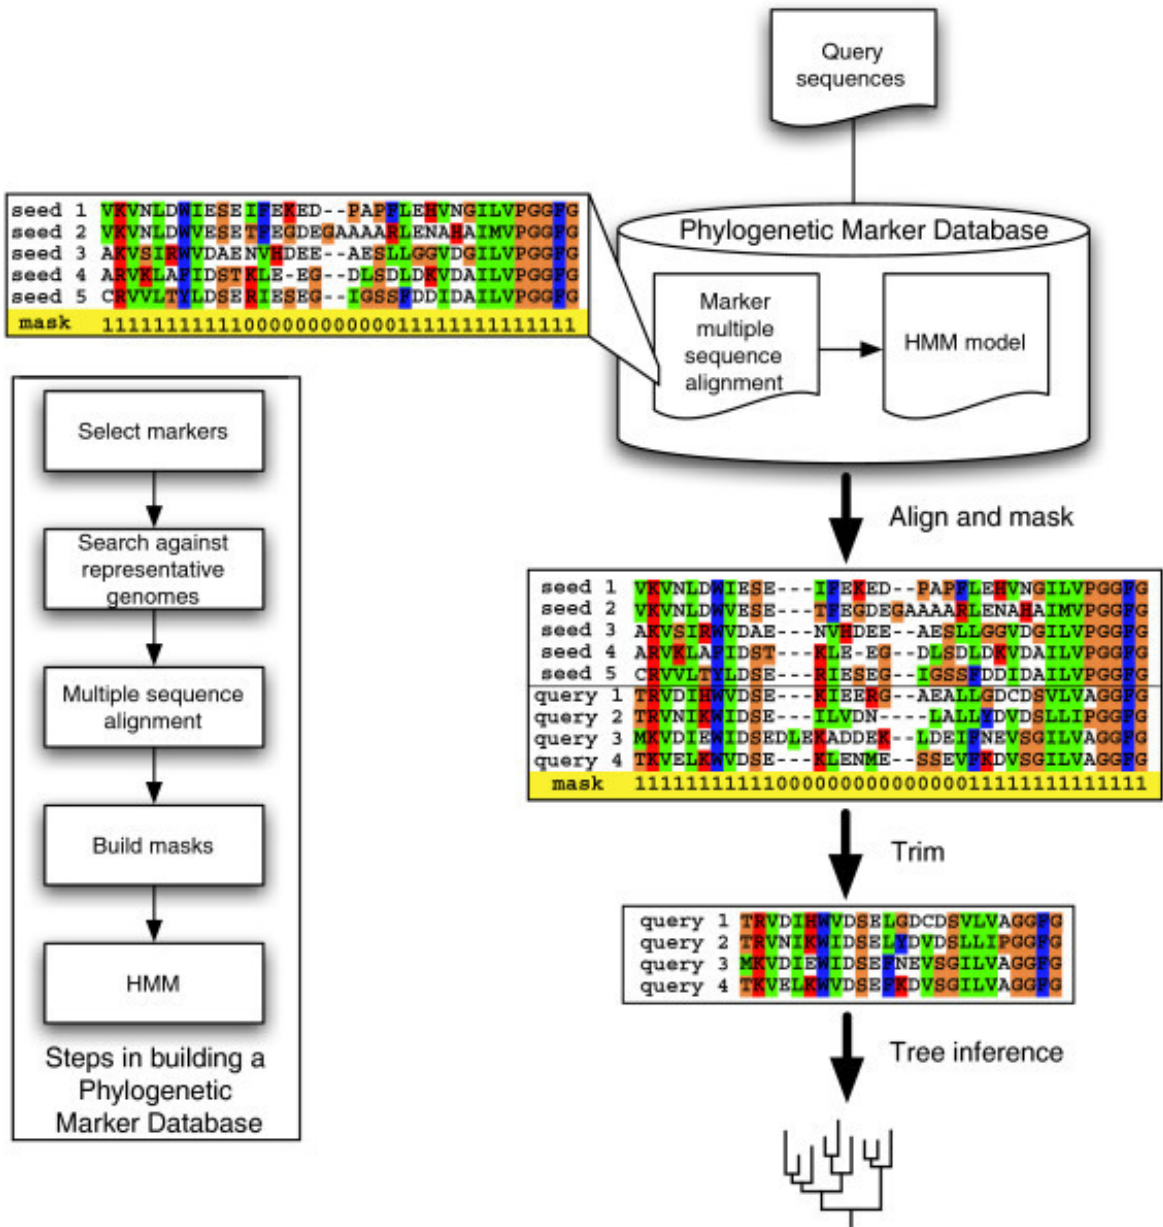 Query
sequences
seed 1 VKVNLDWIESEIFEKED--PAPFLEHVNGILVPGGFG
seed 2 VKVNLDWVESETFEGDEGAAAARLENAHAIMVPGGFG
seed 3 AKVSIRWVDAENVHDEE--AESLLGGVDGILVPGGFG
seed 4 ARVKLAFIDSTKLE-EG--DLSDLDKVDAILVPGGFG
seed 5 CRVVLTYLDSERIESEG--IGSSFDDIDAILVPGGFG
mask 1111111111100000000000011111111111111
Phylogenetic Marker Database
Marker
multiple
sequence
alignment
HMM model
Select markers
Search against
representative
genomes
Multiple sequence
alignment
Build masks
HMM
Steps in building a
Phylogenetic
Marker Database
Align and mask
seed 1 VKVNLDWIESE---IFEKED--PAPFLEHVNGILVPGGFG
seed 2 VKVNLDWVESE---TFEGDEGAAAARLENAHAIMVPGGFG
seed 3 AKVSIRWVDAE---NVHDEE--AESLLGGVDGILVPGGFG
seed 4 ARVKLAFIDST---KLE-EG--DLSDLDKVDAILVPGGFG
seed 5 CRVVLTYLDSE---RIESEG--IGSSFDDIDAILVPGGFG
query 1 TRVDIHWVDSE---KIEERG--AEALLGDCDSVLVAGGFG
query 2 TRVNIKWIDSE---ILVDN----LALLYDVDSLLIPGGFG
query 3 MKVDIEWIDSEDLEKADDEK--LDEIFNEVSGILVAGGFG
query 4 TKVELKWVDSE---KLENME--SSEVFKDVSGILVAGGFG
mask 1111111111100000000000000011111111111111
Trim
query 1 TRVDIHWVDSELGDCDSVLVAGGFG
query 2 TRVNIKWIDSELYDVDSLLIPGGFG
query 3 MKVDIEWIDSEFNEVSGILVAGGFG
query 4 TKVELKWVDSEFKDVSGILVAGGFG
Tree inference